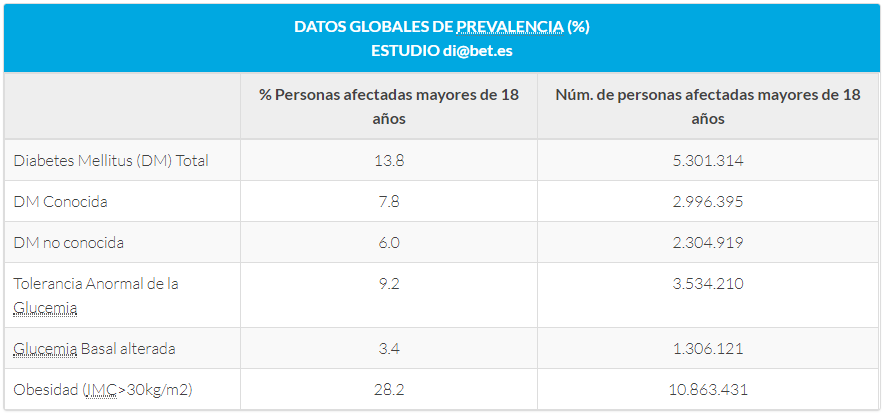 DATOS GLOBALES DE PREVALENCIA (%)
ESTUDIO di@bet.es
% Personas afectadas mayores de 18 años
Núm. de personas afectadas mayores de 18 años
Diabetes Mellitus (DM) Total 13.8 5.301.314
DM Conocida 7.8 2.996.395
DM no conocida 6.0 2.304.919
Tolerancia Anormal de la Glucemia 9.2 3.534.210
Glucemia Basal alterada 3.4 1.306.121
Obesidad (IMC>30kg/m2) 28.2 10.863.431